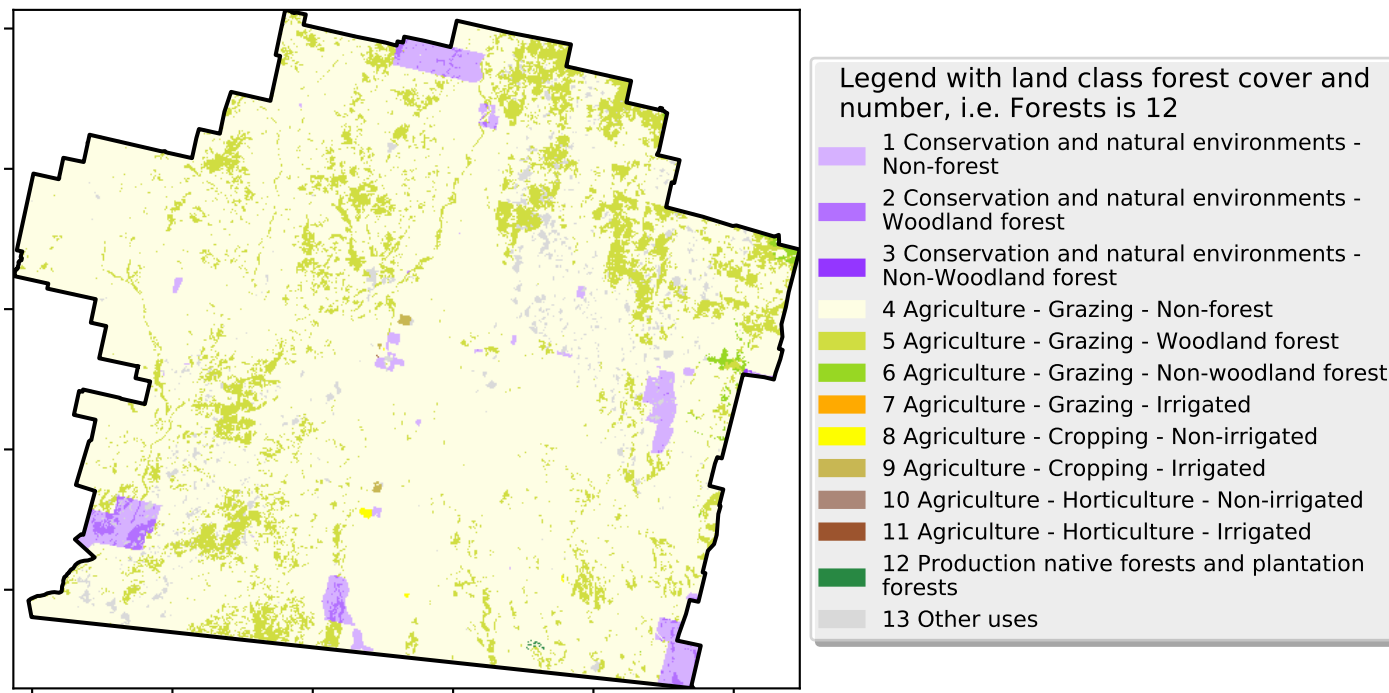 Legend with land class forest cover and
number, i.e. Forests is 12
1 Conservation and natural environments -
Non-forest
2 Conservation and natural environments -
Woodland forest
3 Conservation and natural environments -
Non-Woodland forest
4 Agriculture - Grazing - Non-forest
5 Agriculture - Grazing - Woodland forest
6 Agriculture - Grazing - Non-woodland forest
7 Agriculture - Grazing - Irrigated
8 Agriculture - Cropping - Non-irrigated
9 Agriculture - Cropping - Irrigated
10 Agriculture - Horticulture - Non-irrigated
11 Agriculture - Horticulture - Irrigated
12 Production native forests and plantation
forests
13 Other uses